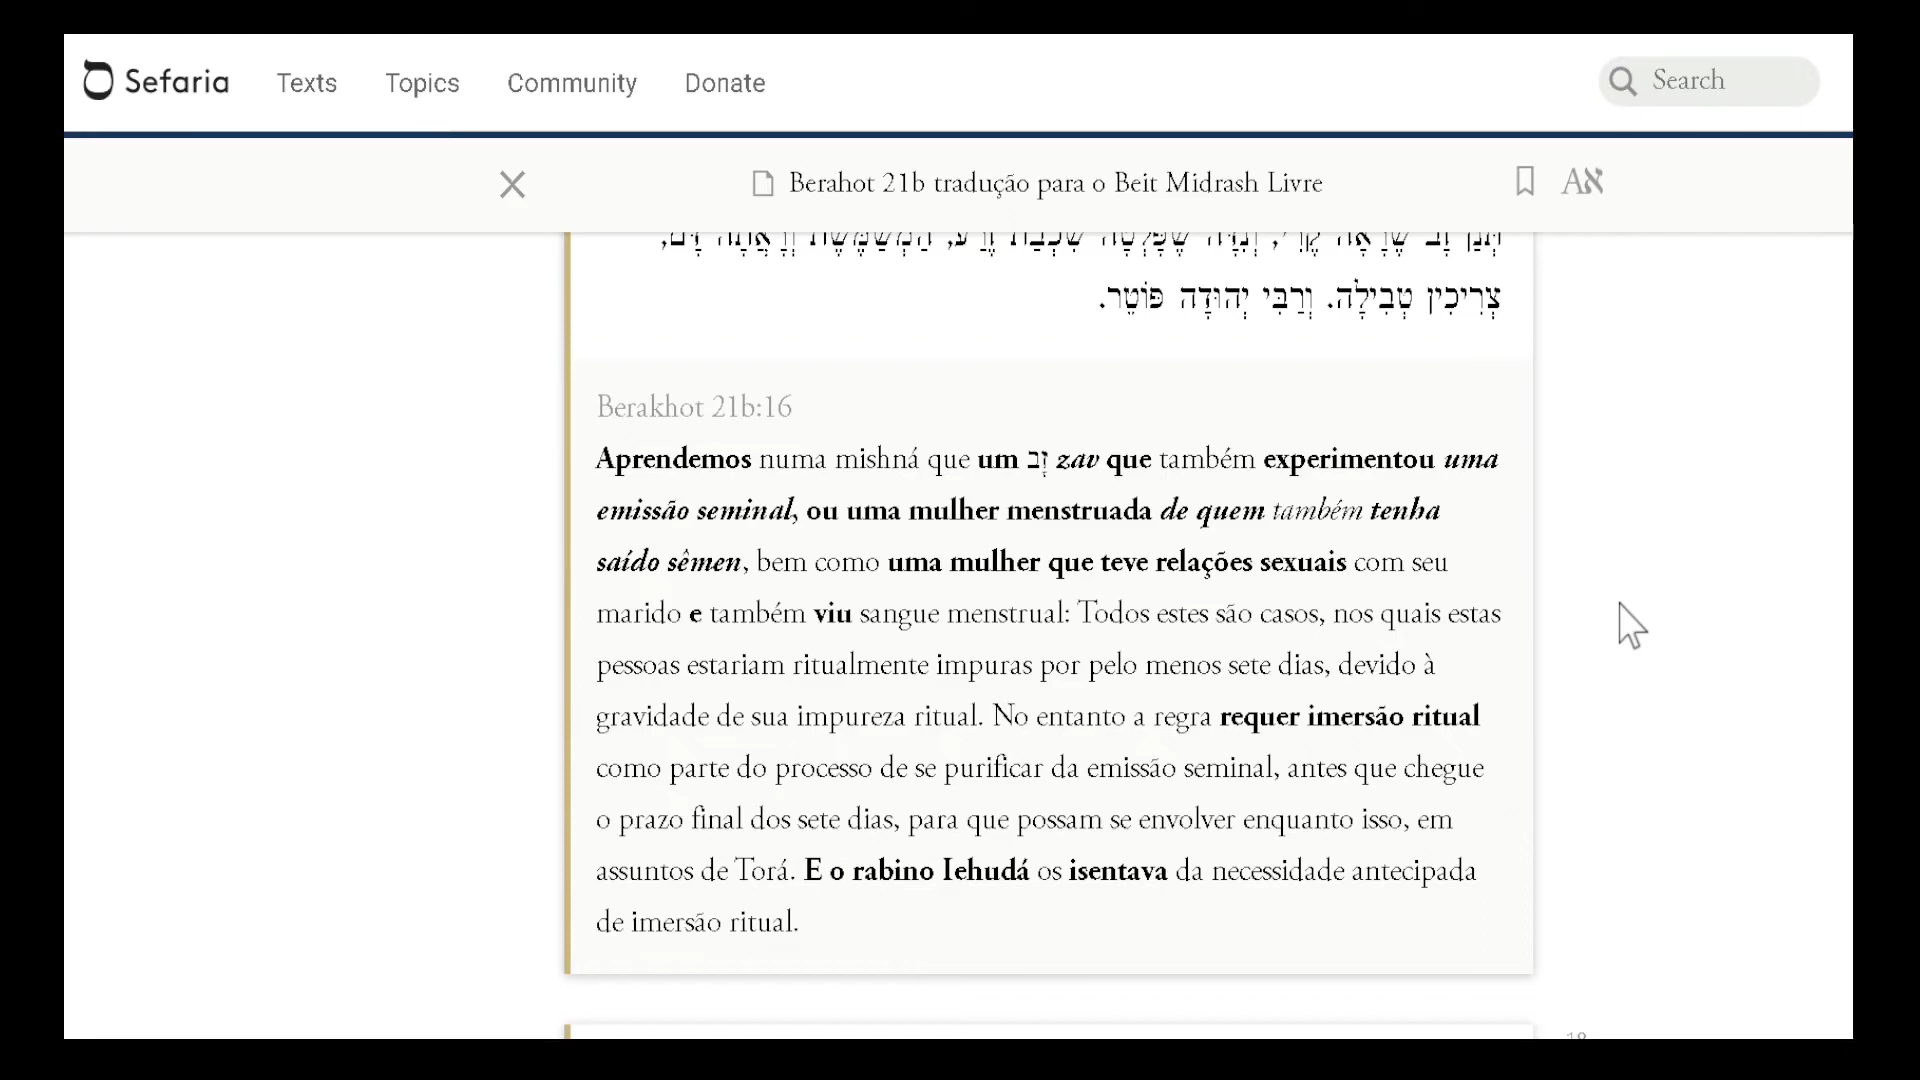 Sefaria Texts Topics Community Donate Search
Berahot 21b tradução para o Beit Midrash Livre
צְרִיכִין טְבִילָה. וְרַבִּי יְהוּדָה פּוֹטֵר.
Berakhot 21b:16
Aprendemos numa mishná que um זָב zav que também experimentou uma
emissão seminal, ou uma mulher menstruada de quem também tenha
saído sêmen, bem como uma mulher que teve relações sexuais com seu
marido e também viu sangue menstrual: Todos estes são casos, nos quais estas
pessoas estariam ritualmente impuras por pelo menos sete dias, devido à
gravidade de sua impureza ritual. No entanto a regra requer imersão ritual
como parte do processo de se purificar da emissão seminal, antes que chegue
o prazo final dos sete dias, para que possam se envolver enquanto isso, em
assuntos de Torá. E o rabino Iehudá os isentava da necessidade antecipada
de imersão ritual.